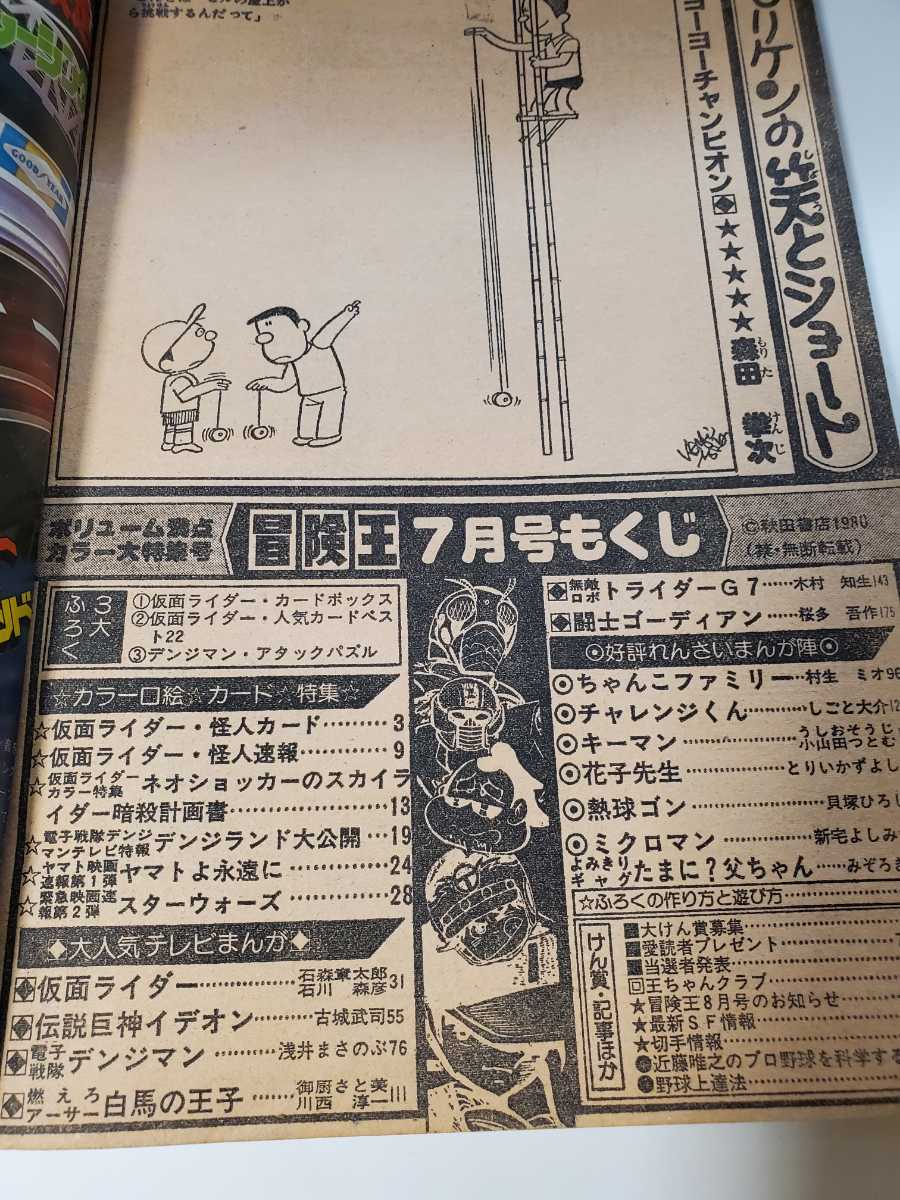 ら挑戦するんだって」
GOOD YEAR
リケンの笑とショート
しょう
ヨーヨーチャンピオン◆★★★★★森田 拳次
もりた けんじ
ボリューム満点
カラー大特集号
冒険王7月号もくじ
©秋田書店1980
(禁・無断転載)
3大ふろく
①仮面ライダー・カードボックス
②仮面ライダー・人気カードベス
ト22
③デンジマン・アタックパズル
☆カラー口絵☆カード☆特集☆
☆仮面ライダー・怪人カード………3
☆仮面ライダー・怪人速報…………9
☆仮面ライダーカラー特集 ネオショッカーのスカイラ
イダー暗殺計画書………………13
☆電子戦隊デンジマンテレビ特報 デンジランド大公開…19
☆ヤマト映画速報第1弾 ヤマトよ永遠に……………24
☆緊急映画速報第2弾 スターウォーズ……………28
◆大人気テレビまんが◆
◆仮面ライダー………石森章太郎 石川 森彦31
◆伝説巨神イデオン………古城武司55
◆電子戦隊 デンジマン………浅井まさのぶ76
◆燃えろアーサー 白馬の王子……御厨さと美 川西 淳一111
◆無敵ロボ トライダーG7……木村 知生143
◆闘士ゴーディアン……桜多 吾作175
◎好評れんさいまんが陣◎
◎ちゃんこファミリー…村生 ミオ96
◎チャレンジくん………しごと大介12
◎キーマン………うしおそうじ 小山田つとむ
◎花子先生………とりいかずよし
◎熱球ゴン………貝塚ひろし
◎ミクロマン………新宅よしみ
よみきりギャグ たまに?父ちゃん……みぞろぎ
☆ふろくの作り方と遊び方………
けん賞・記事ほか
大けん賞募集………
愛読者プレゼント………
当選者発表………
回王ちゃんクラブ………
★冒険王8月号のお知らせ………
★最新SF情報………
★切手情報………
近藤唯之のプロ野球を科学する
野球上達法………